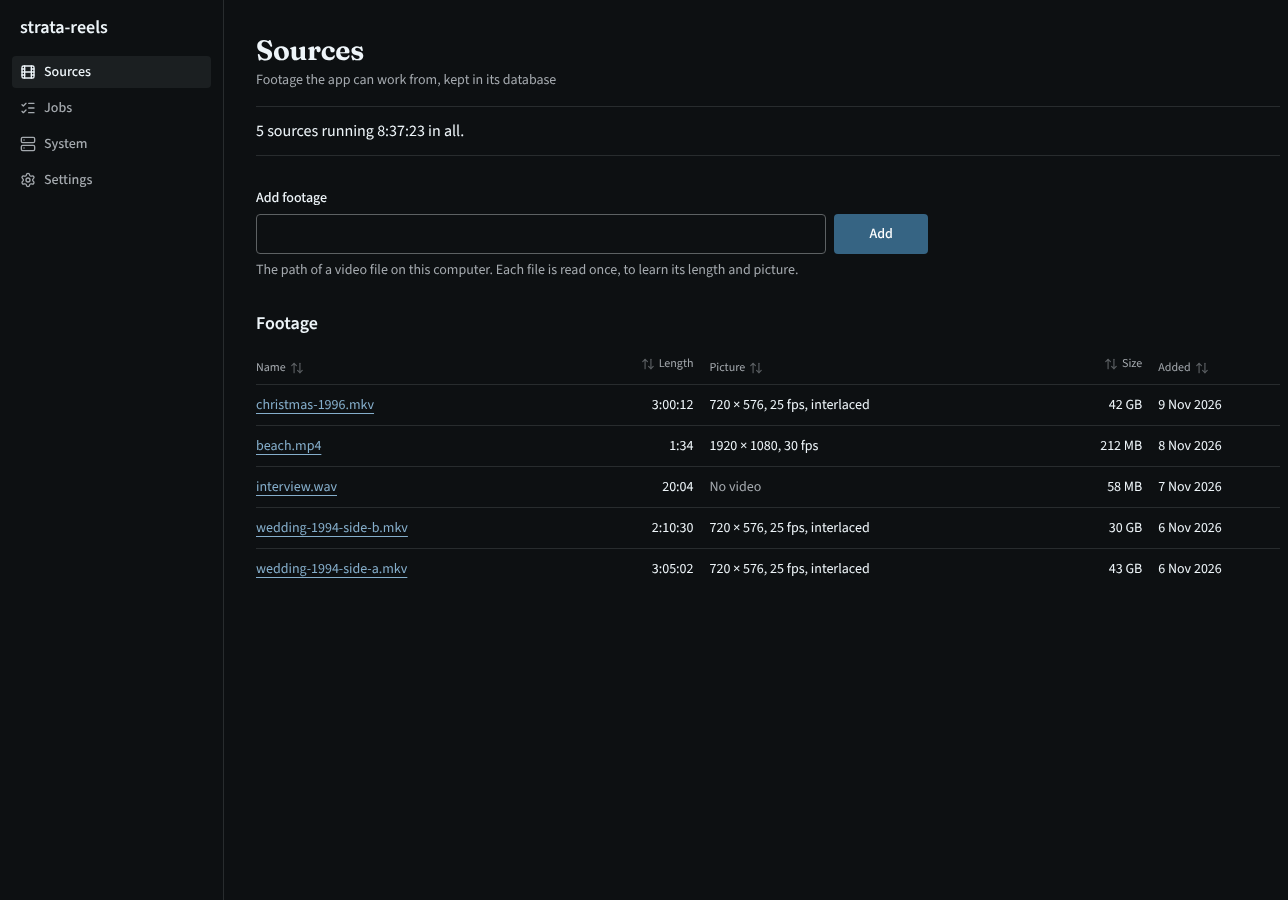 strata-reels
Sources
Jobs
System
Settings
Sources
Footage the app can work from, kept in its database
5 sources running 8:37:23 in all.
Add footage
Add
The path of a video file on this computer. Each file is read once, to learn its length and picture.
Footage
Name Length Picture Size Added
christmas-1996.mkv 3:00:12 720 × 576, 25 fps, interlaced 42 GB 9 Nov 2026
beach.mp4 1:34 1920 × 1080, 30 fps 212 MB 8 Nov 2026
interview.wav 20:04 No video 58 MB 7 Nov 2026
wedding-1994-side-b.mkv 2:10:30 720 × 576, 25 fps, interlaced 30 GB 6 Nov 2026
wedding-1994-side-a.mkv 3:05:02 720 × 576, 25 fps, interlaced 43 GB 6 Nov 2026